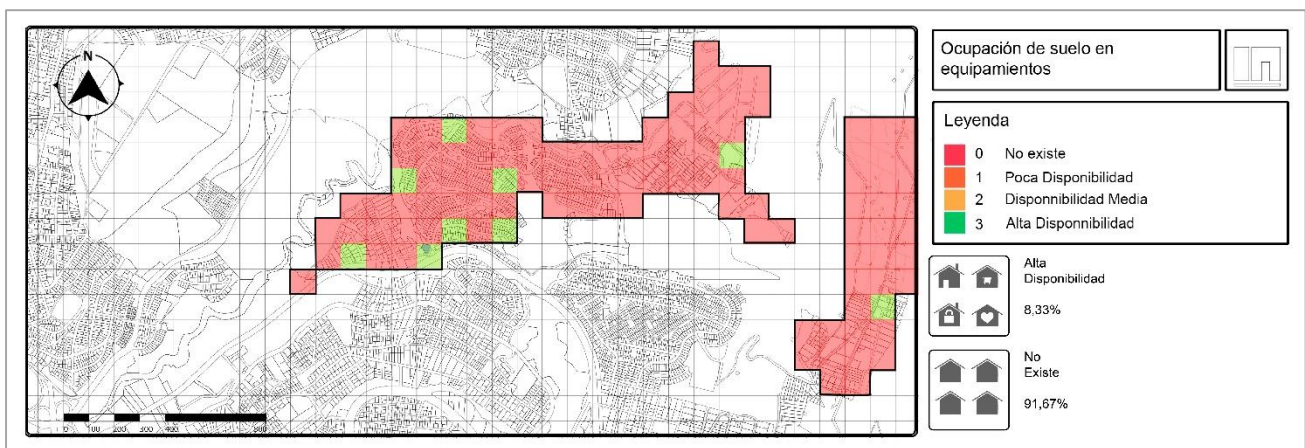 N
0 100 200 300 400 800
Ocupación de suelo en
equipamientos
Leyenda
0 No existe
1 Poca Disponibilidad
2 Disponnibilidad Media
3 Alta Disponnibilidad
Alta
Disponibilidad
8,33%
No
Existe
91,67%